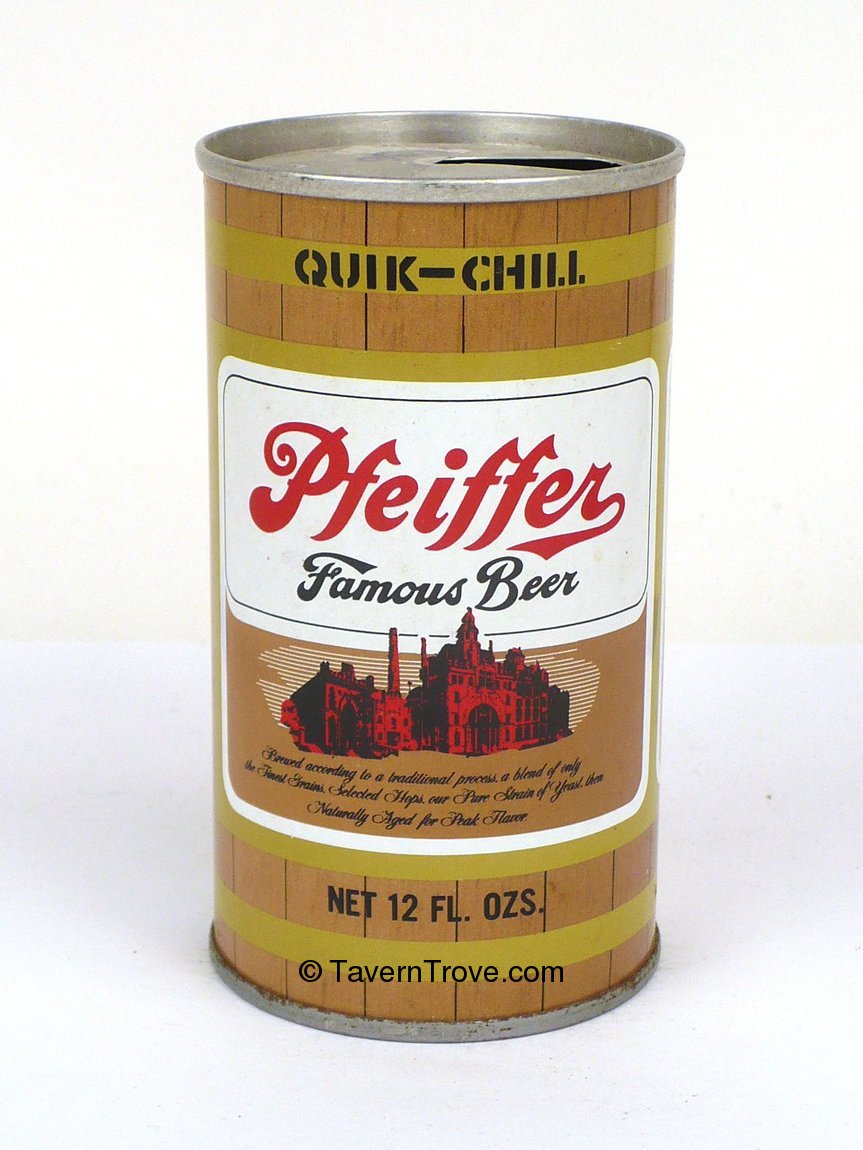 QUIK-CHILL
Pfeiffer
Famous Beer
Brewed according to a traditional process, a blend of only
the Finest Grains, Selected Hops, our Pure Strain of Yeast, then
Naturally Aged for Peak Flavor.
NET 12 FL. OZS.
© TavernTrove.com